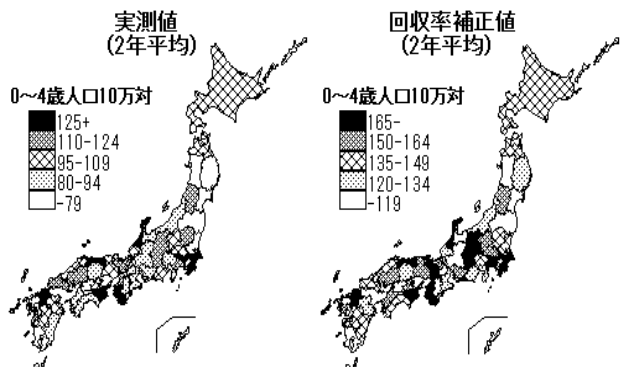 実測値
(2年平均)
0～4歳人口10万対
125+
110-124
95-109
80-94
-79
回収率補正値
(2年平均)
0～4歳人口10万対
165-
150-164
135-149
120-134
-119